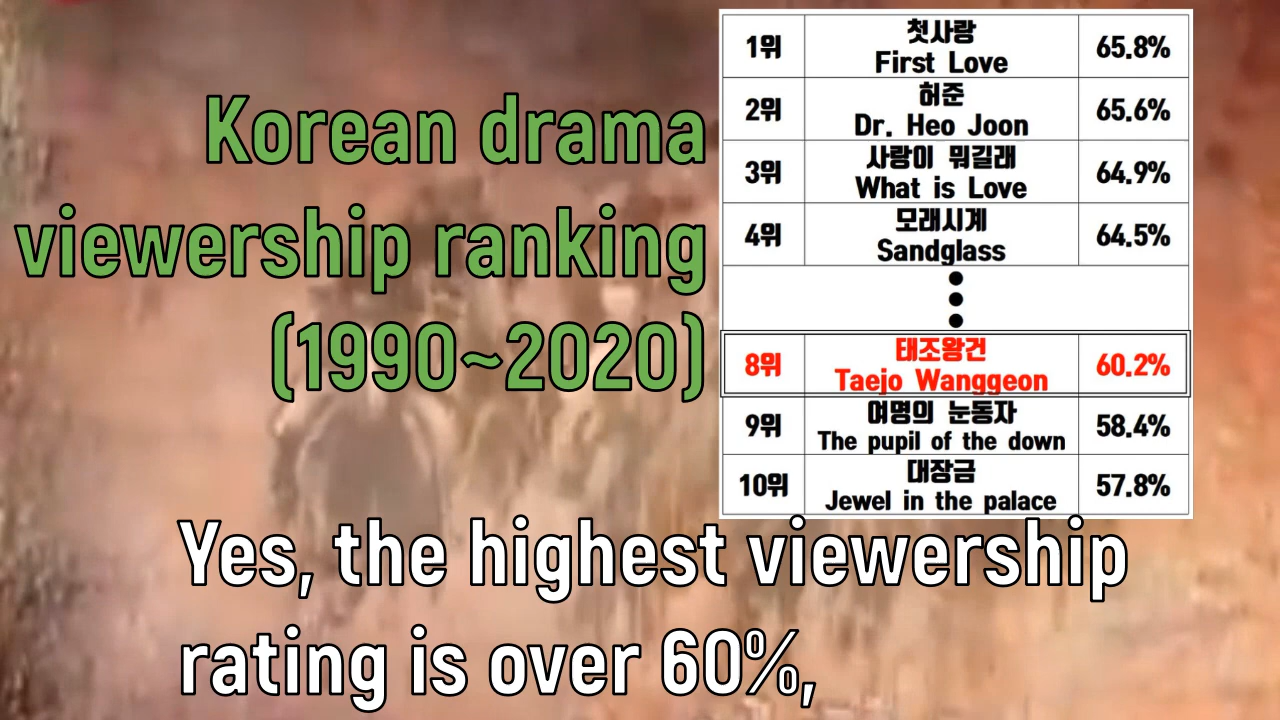 Korean drama
viewership ranking
(1990~2020)
1위 첫사랑 65.8%
First Love
2위 허준 65.6%
Dr. Heo Joon
3위 사랑이 뭐길래 64.9%
What is Love
4위 모래시계 64.5%
Sandglass
8위 태조왕건 60.2%
Taejo Wanggeon
9위 여명의 눈동자 58.4%
The pupil of the down
10위 대장금 57.8%
Jewel in the palace
Yes, the highest viewership
rating is over 60%,